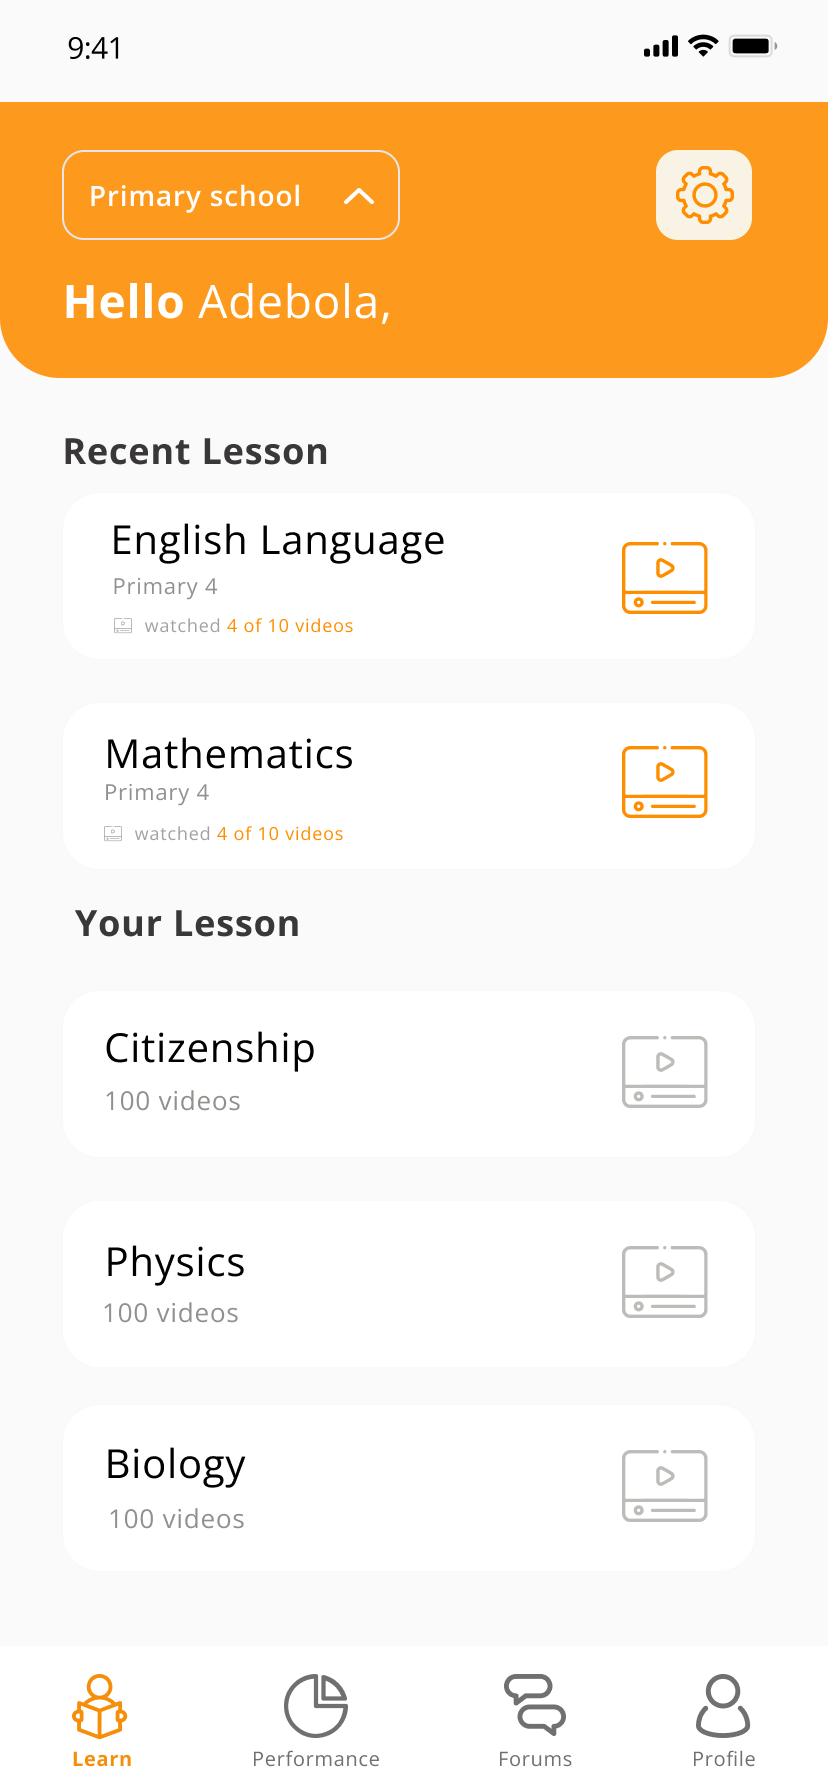 9:41
Primary school
Hello Adebola,
Recent Lesson
English Language
Primary 4
watched 4 of 10 videos
Mathematics
Primary 4
watched 4 of 10 videos
Your Lesson
Citizenship
100 videos
Physics
100 videos
Biology
100 videos
Learn Performance Forums Profile